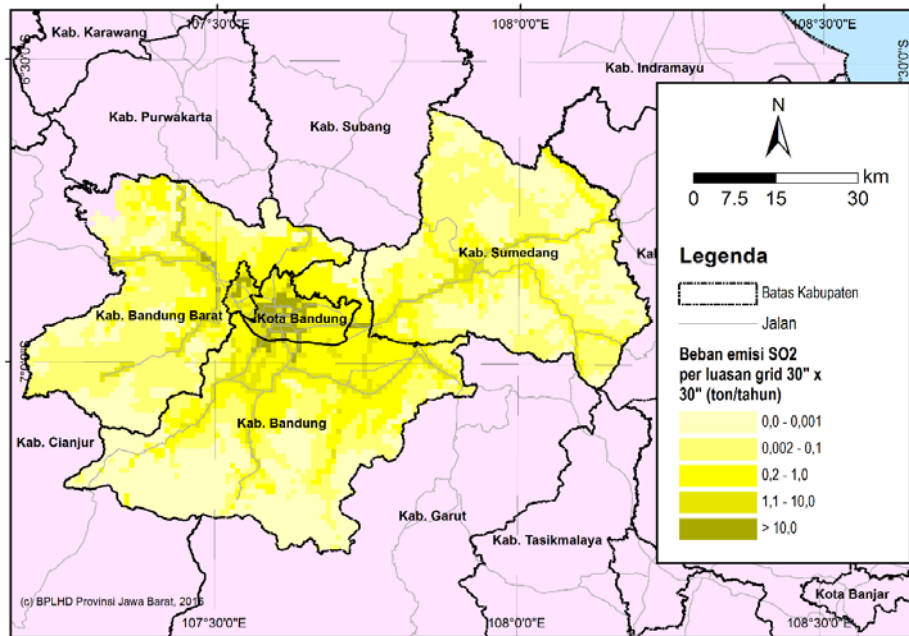 107°30'0"E
108°0'0"E
108°30'0"E
Kab. Karawang
6°30'0"S
Kab. Indramayu
Kab. Purwakarta
Kab. Subang
N
km
0 7.5 15 30
Kab. Sumedang
Legenda
Batas Kabupaten
Jalan
Kab. Bandung Barat
Kota Bandung
7°0'0"S
Beban emisi SO2
per luasan grid 30" x
30" (ton/tahun)
0,0 - 0,001
0,002 - 0,1
0,2 - 1,0
1,1 - 10,0
> 10,0
Kab. Cianjur
Kab. Bandung
Kab. Garut
Kab. Tasikmalaya
Kota Banjar
(c) BPLHD Provinsi Jawa Barat,
107°30'0"E
108°0'0"E
108°30'0"E